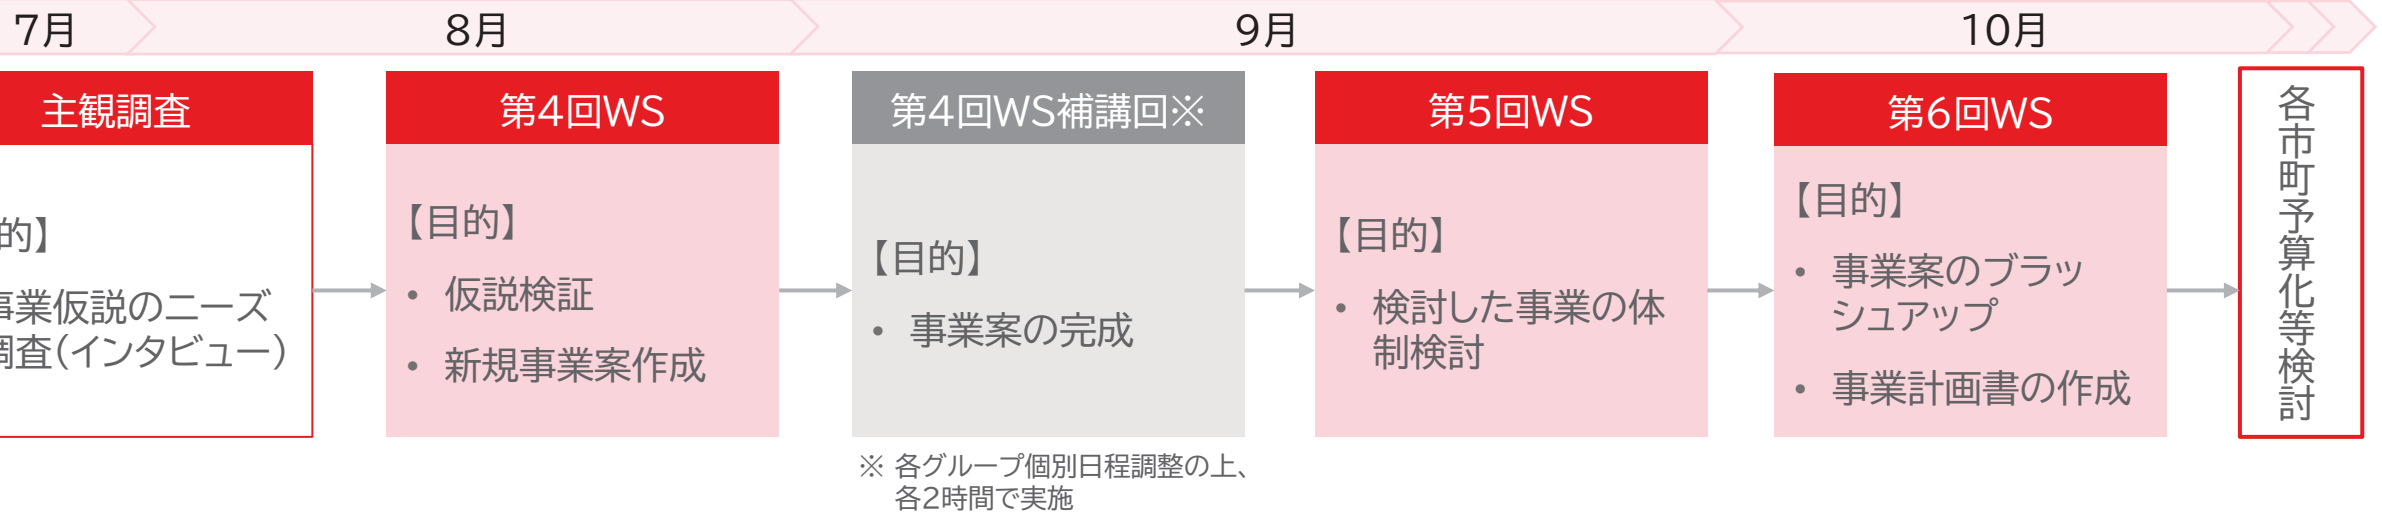 7月
8月
9月
10月
主観調査
的】
事業仮説のニーズ
調査(インタビュー)
第4回WS
【目的】
• 仮説検証
• 新規事業案作成
第4回WS補講回※
【目的】
• 事業案の完成
※ 各グループ個別日程調整の上、
各2時間で実施
第5回WS
【目的】
• 検討した事業の体
制検討
第6回WS
【目的】
• 事業案のブラッ
シュアップ
• 事業計画書の作成
各市町予算化等検討